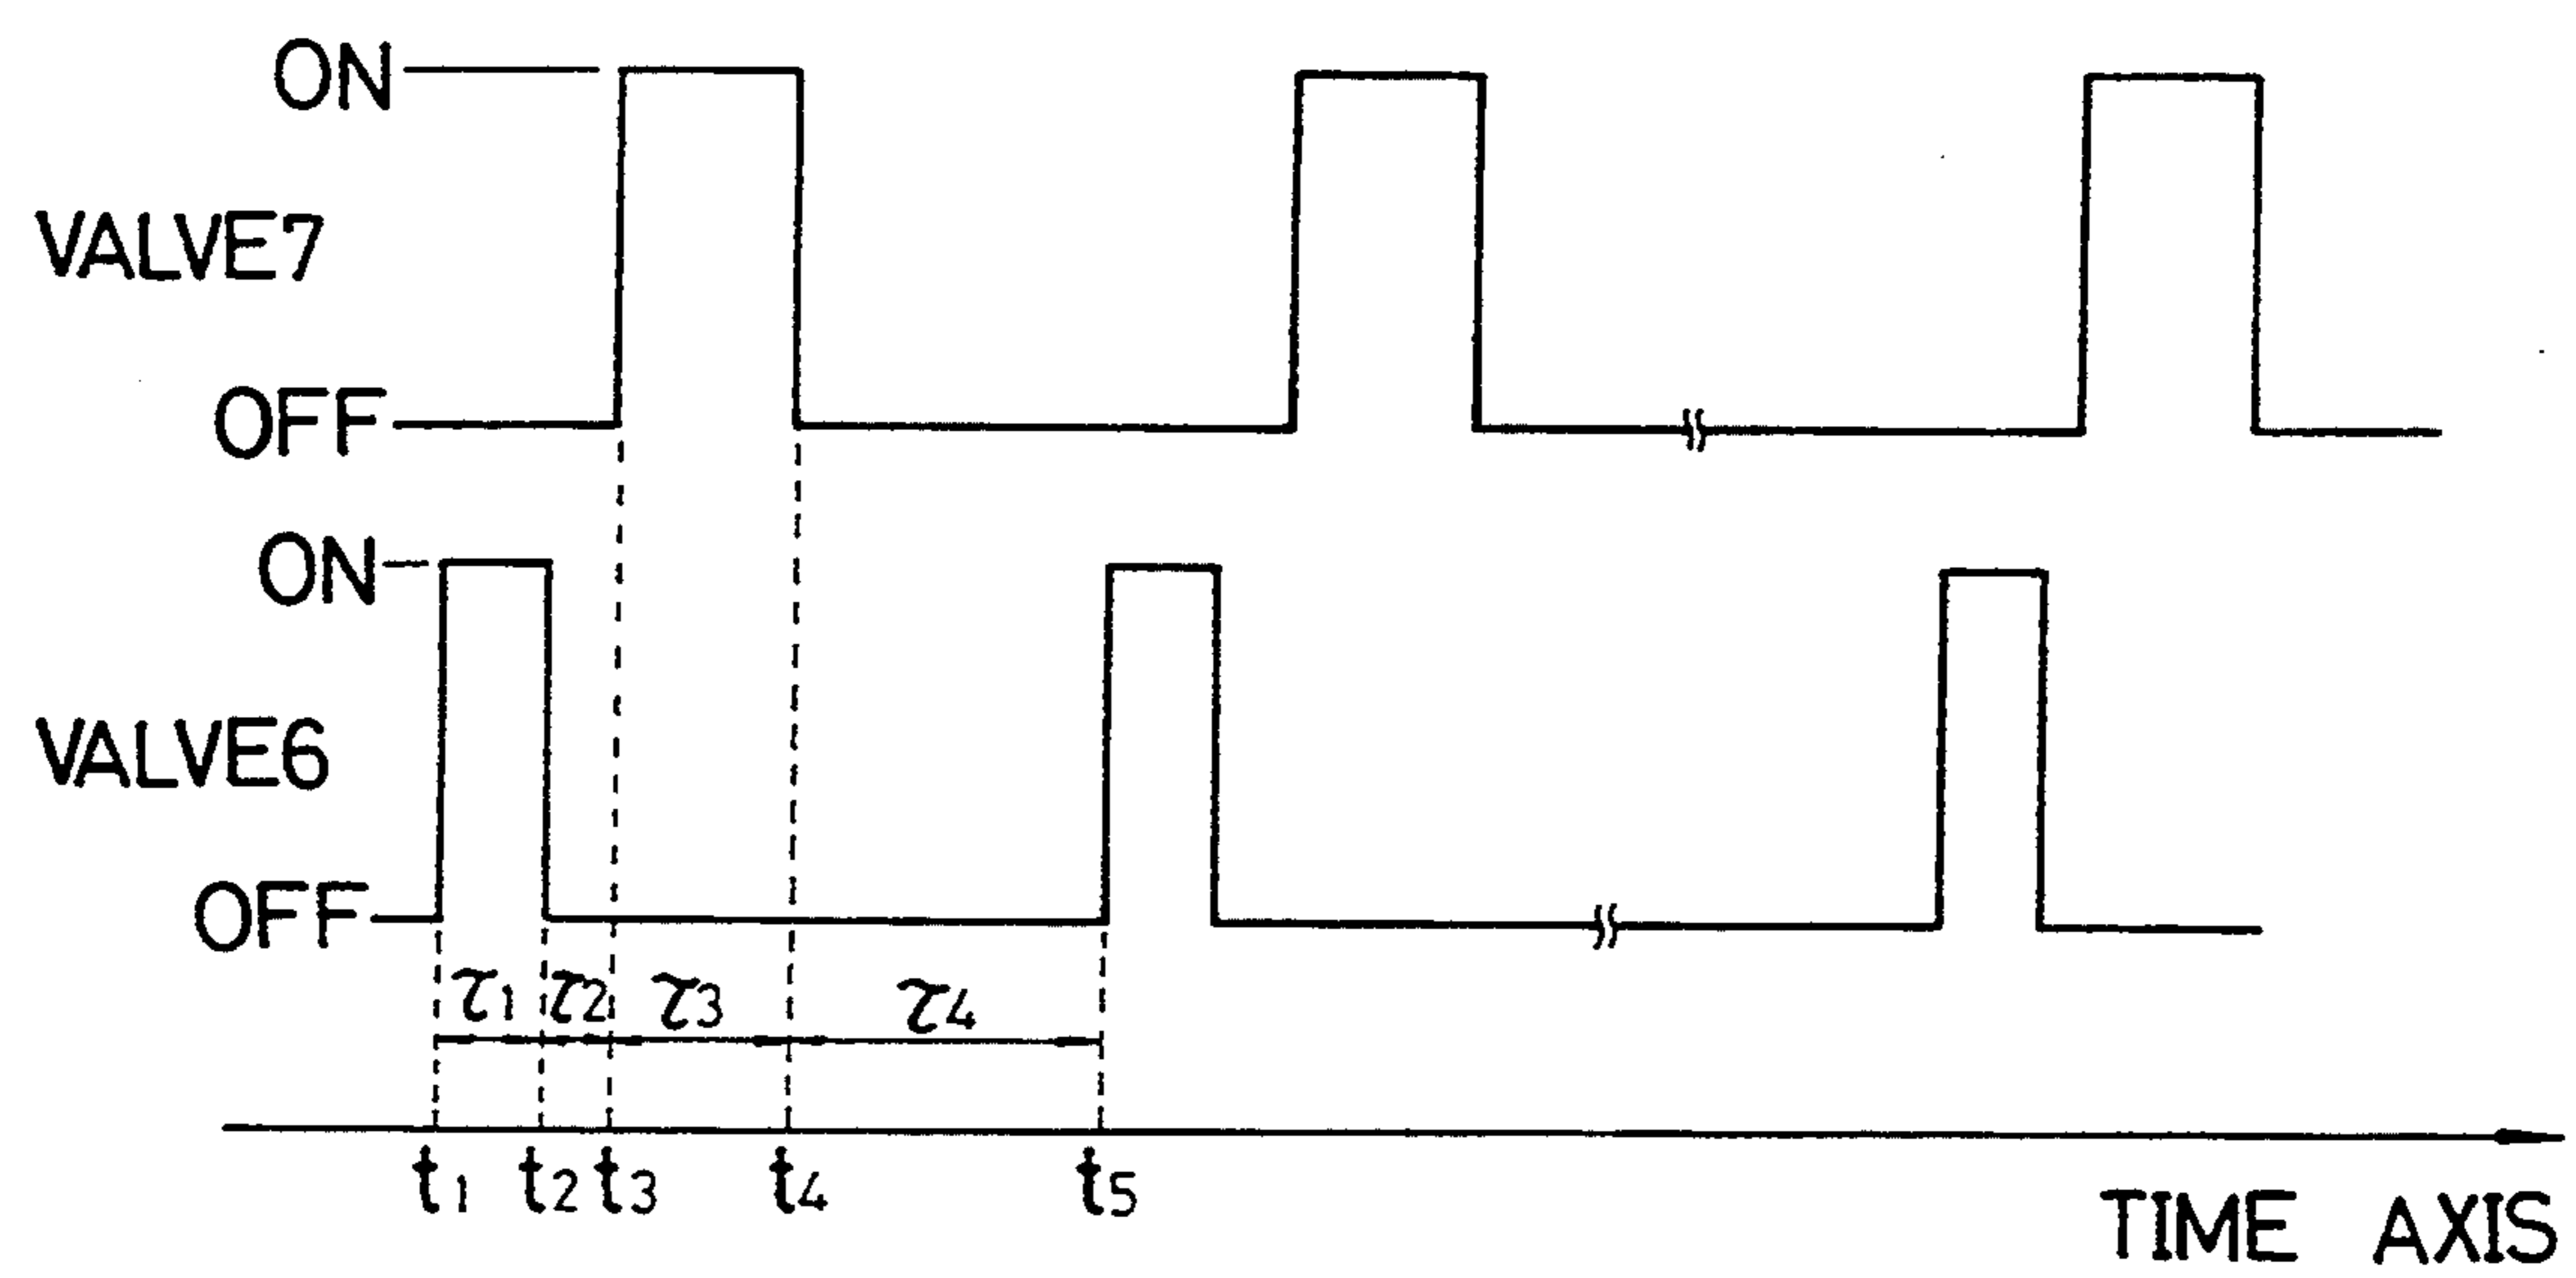 ON
VALVE7
OFF
ON
VALVE6
OFF
τ1 τ2 τ3 τ4
t1 t2 t3 t4 t5
TIME AXIS